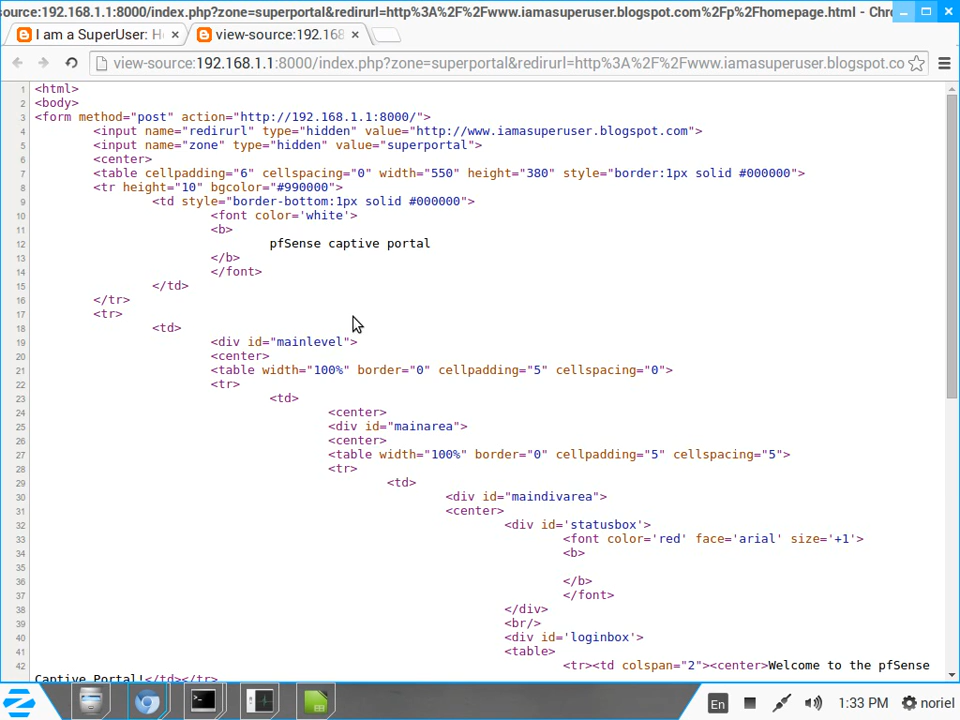 source:192.168.1.1:8000/index.php?zone=superportal&redirurl=http%3A%2F%2Fwww.iamasuperuser.blogspot.com%2Fp%2Fhomepage.html - Chro
I am a SuperUser: Ho
view-source:192.168
view-source:192.168.1.1:8000/index.php?zone=superportal&redirurl=http%3A%2F%2Fwww.iamasuperuser.blogspot.co
1 <html>
2 <body>
3 <form method="post" action="http://192.168.1.1:8000/">
4 <input name="redirurl" type="hidden" value="http://www.iamasuperuser.blogspot.com">
5 <input name="zone" type="hidden" value="superportal">
6 <center>
7 <table cellpadding="6" cellspacing="0" width="550" height="380" style="border:1px solid #000000">
8 <tr height="10" bgcolor="#990000">
9 <td style="border-bottom:1px solid #000000">
10 <font color='white'>
11 <b>
12 pfSense captive portal
13 </b>
14 </font>
15 </td>
16 </tr>
17 <tr>
18 <td>
19 <div id="mainlevel">
20 <center>
21 <table width="100%" border="0" cellpadding="5" cellspacing="0">
22 <tr>
23 <td>
24 <center>
25 <div id="mainarea">
26 <center>
27 <table width="100%" border="0" cellpadding="5" cellspacing="5">
28 <tr>
29 <td>
30 <div id="maindivarea">
31 <center>
32 <div id='statusbox'>
33 <font color='red' face='arial' size='+1'>
34 <b>
35
36 </b>
37 </font>
38 </div>
39 <br/>
40 <div id='loginbox'>
41 <table>
42 <tr><td colspan="2"><center>Welcome to the pfSense
Captive Portal!</td></tr>
En
1:33 PM
noriel